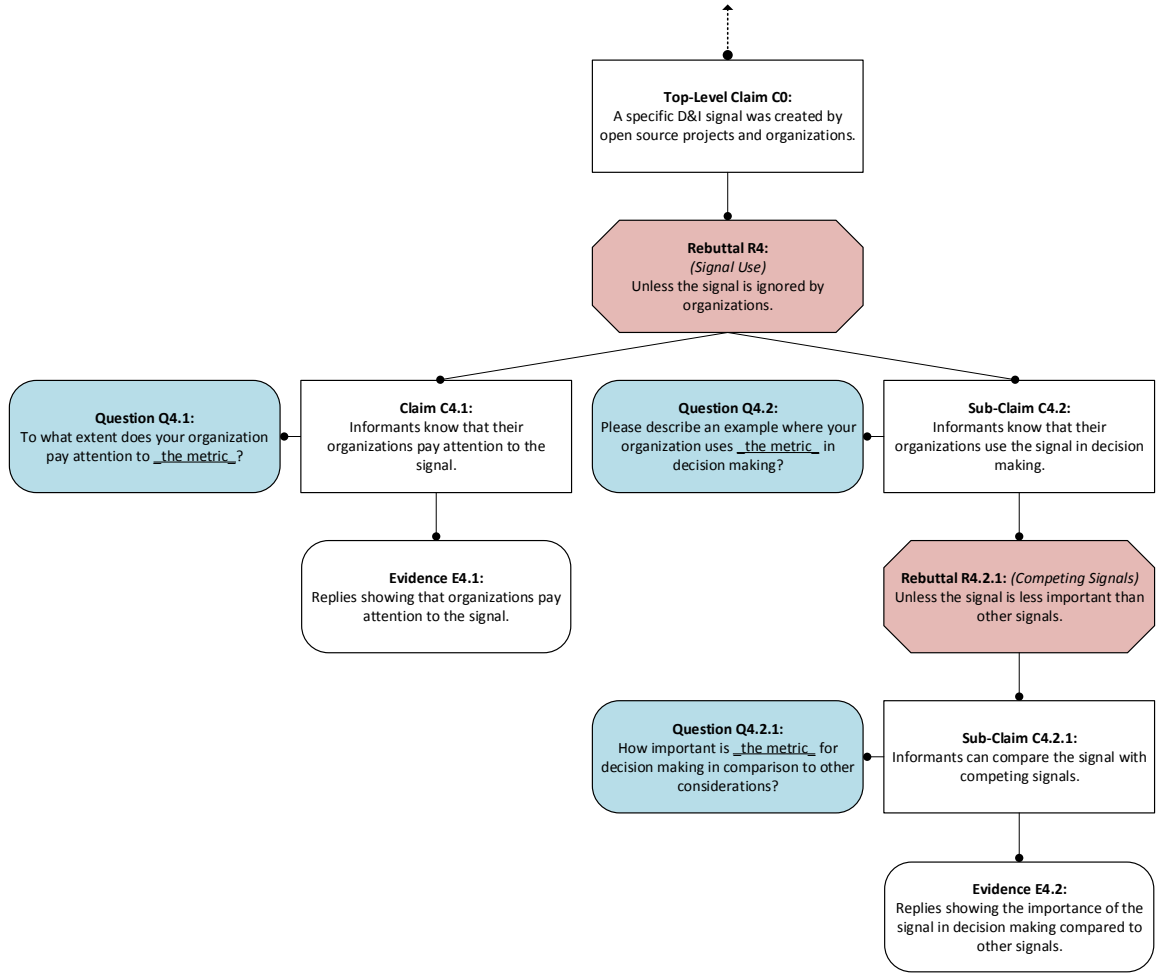 Top-Level Claim C0:
A specific D&I signal was created by
open source projects and organizations.
Rebuttal R4:
(Signal Use)
Unless the signal is ignored by
organizations.
Question Q4.1:
To what extent does your organization
pay attention to _the metric_?
Claim C4.1:
Informants know that their
organizations pay attention to the
signal.
Question Q4.2:
Please describe an example where your
organization uses _the metric_ in
decision making?
Sub-Claim C4.2:
Informants know that their
organizations use the signal in decision
making.
Evidence E4.1:
Replies showing that organizations pay
attention to the signal.
Rebuttal R4.2.1: (Competing Signals)
Unless the signal is less important than
other signals.
Question Q4.2.1:
How important is _the metric_ for
decision making in comparison to other
considerations?
Sub-Claim C4.2.1:
Informants can compare the signal with
competing signals.
Evidence E4.2:
Replies showing the importance of the
signal in decision making compared to
other signals.